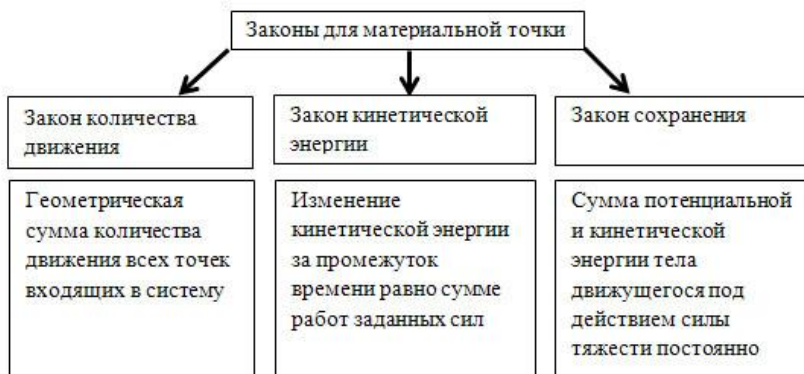 Законы для материальной точки
Закон количества
движения
Закон кинетической
энергии
Закон сохранения
Геометрическая
сумма количества
движения всех точек
входящих в систему
Изменение
кинетической энергии
за промежуток
времени равно сумме
работ заданных сил
Сумма потенциальной
и кинетической
энергии тела
движущегося под
действием силы
тяжести постоянно